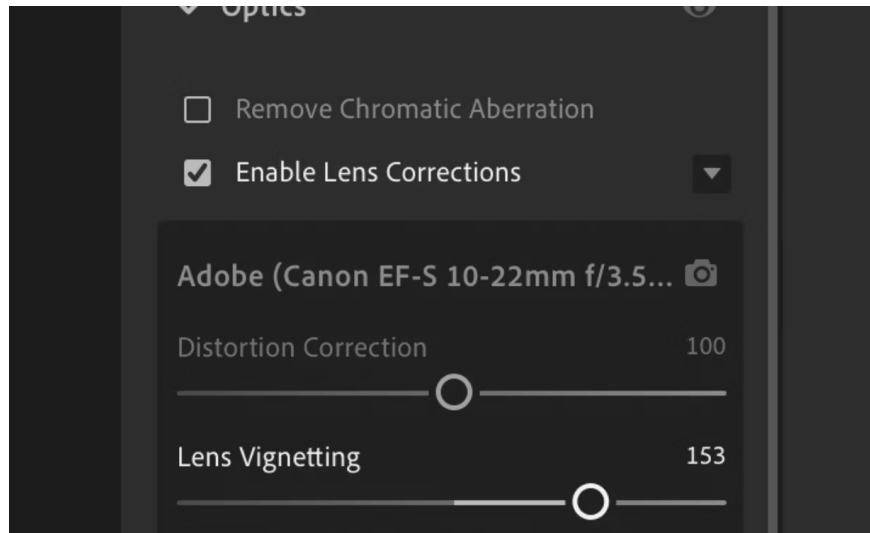 Optics
Remove Chromatic Aberration
Enable Lens Corrections
Adobe (Canon EF-S 10-22mm f/3.5...
Distortion Correction 100
Lens Vignetting 153